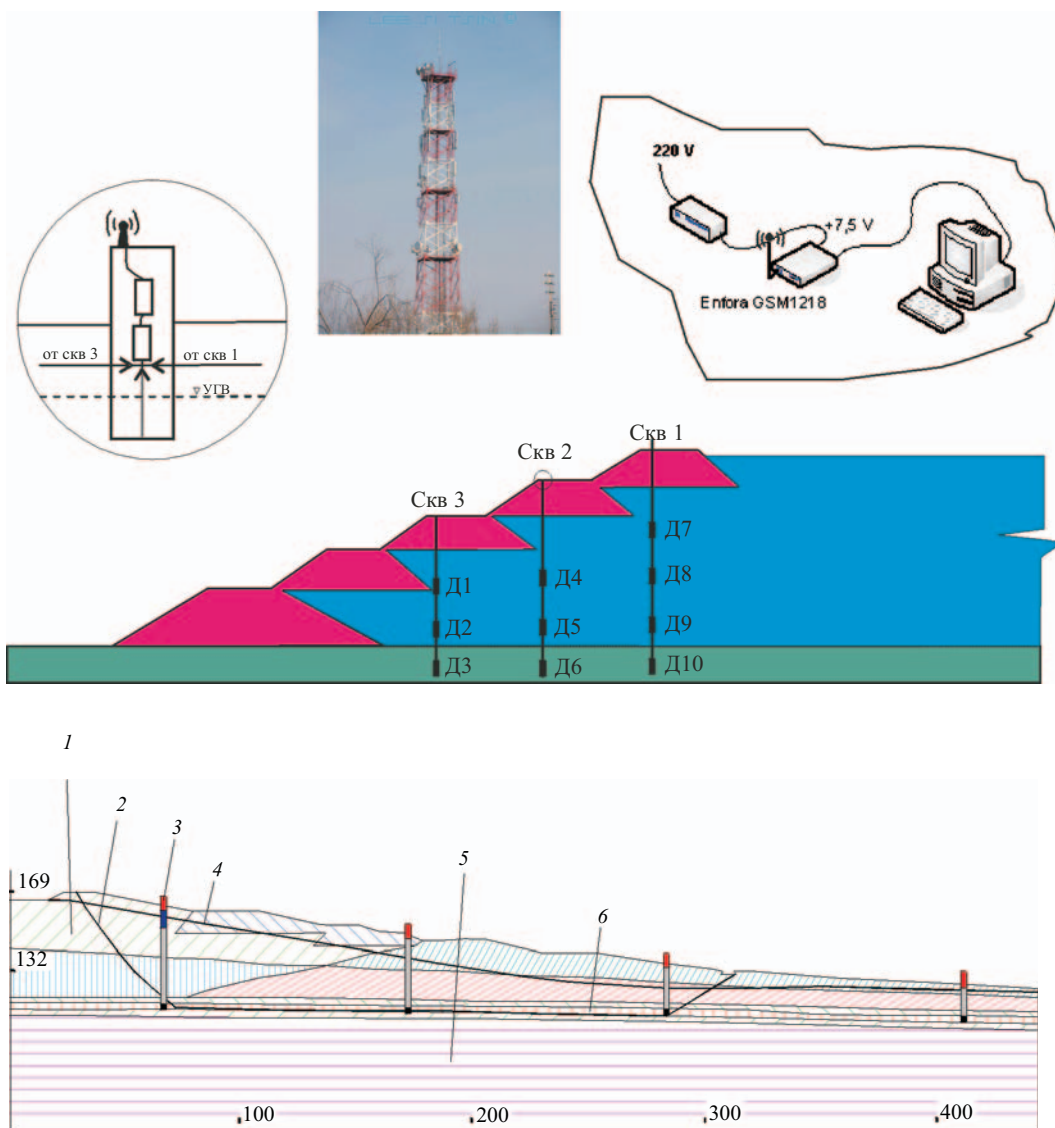 220 V
+7,5 V
Enfora GSM1218
от скв 3
от скв 1
УГВ
Скв 1
Скв 2
Скв 3
Д7
Д1
Д4
Д8
Д2
Д5
Д9
Д3
Д6
Д10
1
2
3
4
5
6
169
132
100
200
300
400